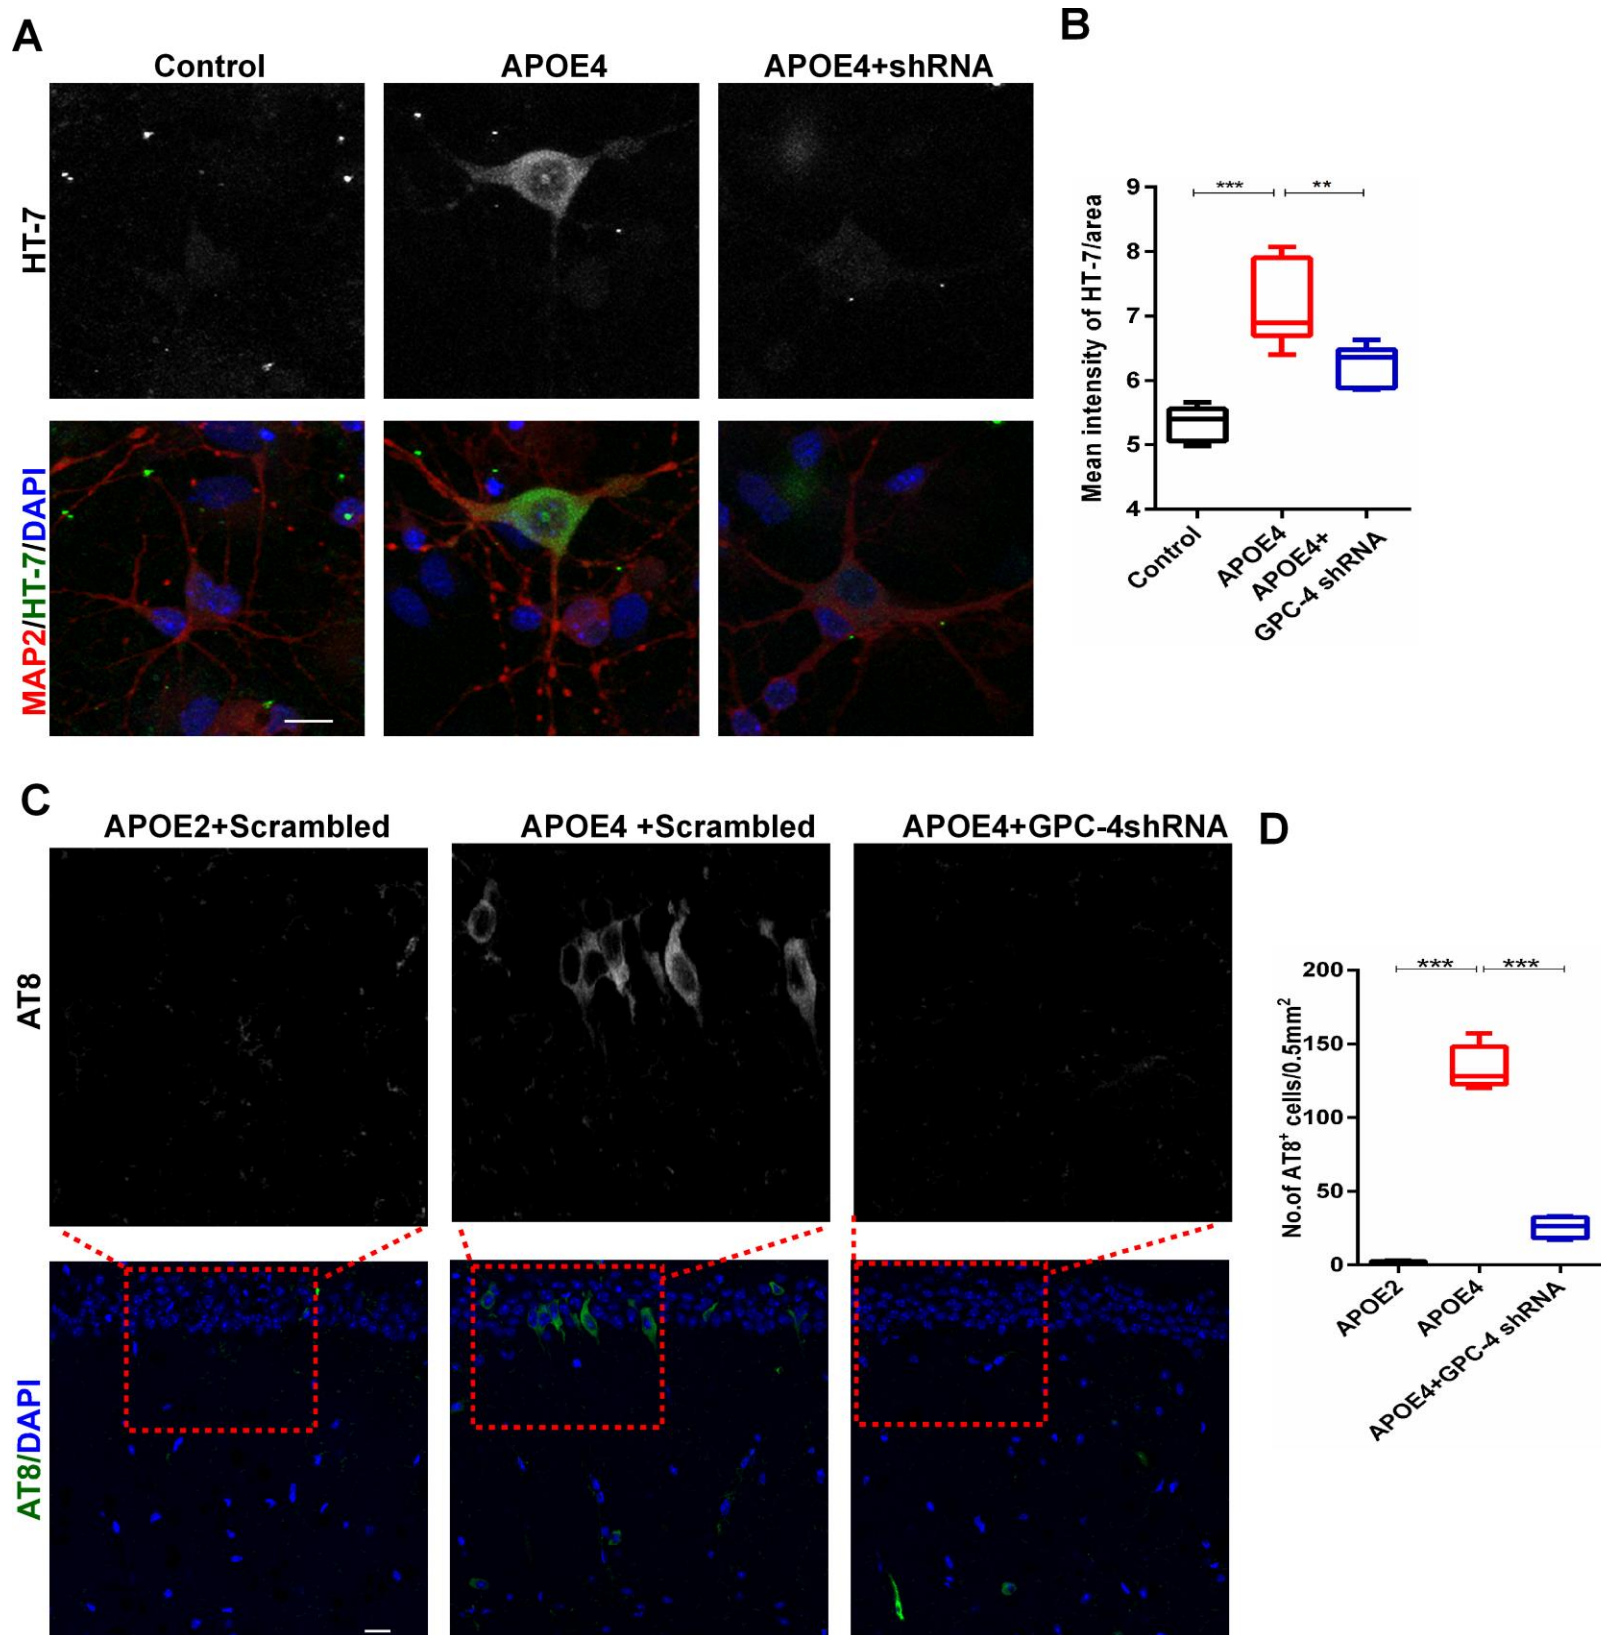 A
Control
APOE4
APOE4+shRNA
HT-7
MAP2/HT-7/DAPI
B
Mean intensity of HT-7/area
9
8
7
6
5
4
***
**
Control
APOE4
APOE4+
GPC-4 shRNA
C
APOE2+Scrambled
APOE4 +Scrambled
APOE4+GPC-4shRNA
AT8
AT8/DAPI
D
No.of AT8+ cells/0.5mm2
200
150
100
50
0
***
***
APOE2
APOE4
APOE4+GPC-4 shRNA